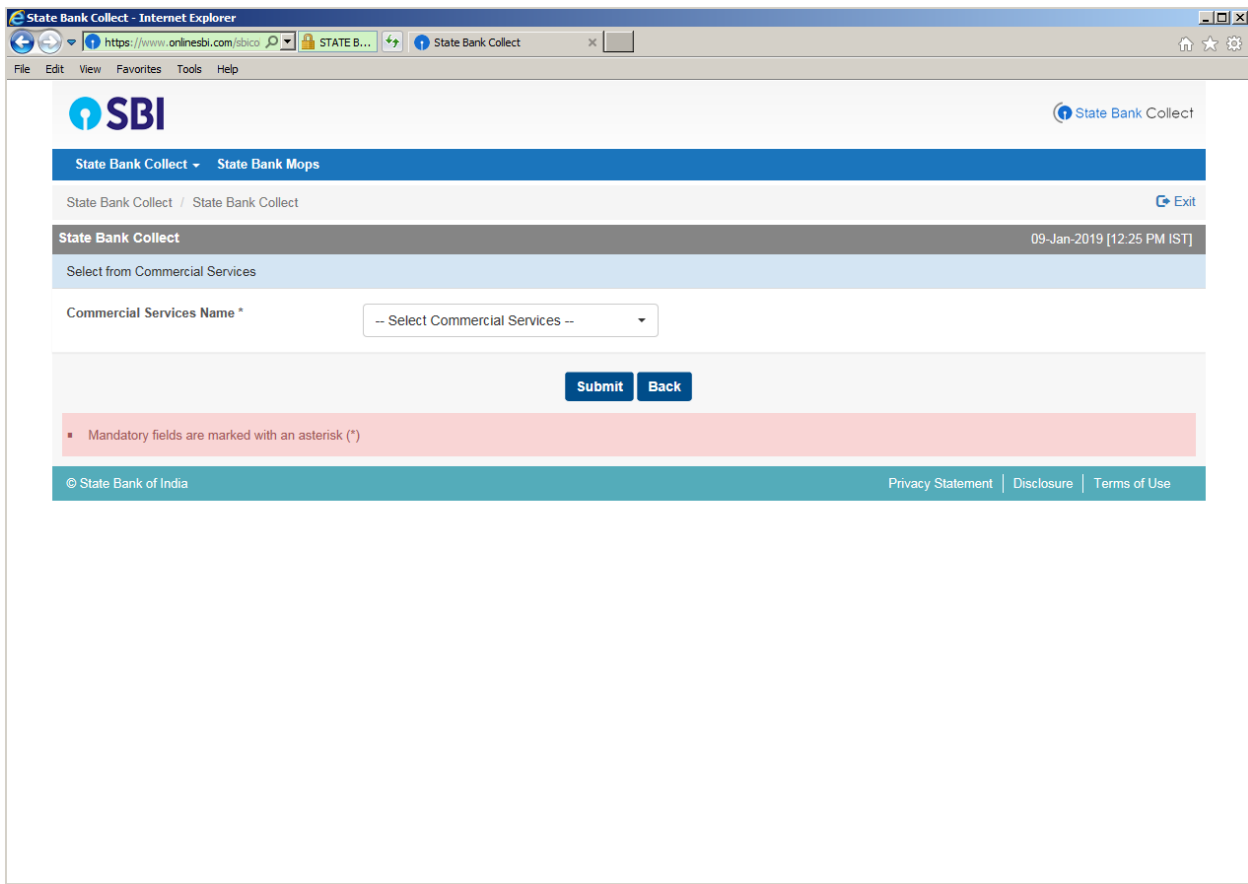 State Bank Collect - Internet Explorer
https://www.onlinesbi.com/sbico STATE B... State Bank Collect
File Edit View Favorites Tools Help
SBI State Bank Collect
State Bank Collect State Bank Mops
State Bank Collect / State Bank Collect Exit
State Bank Collect 09-Jan-2019 [12:25 PM IST]
Select from Commercial Services
Commercial Services Name * -- Select Commercial Services --
Submit Back
Mandatory fields are marked with an asterisk (*)
© State Bank of India Privacy Statement | Disclosure | Terms of Use